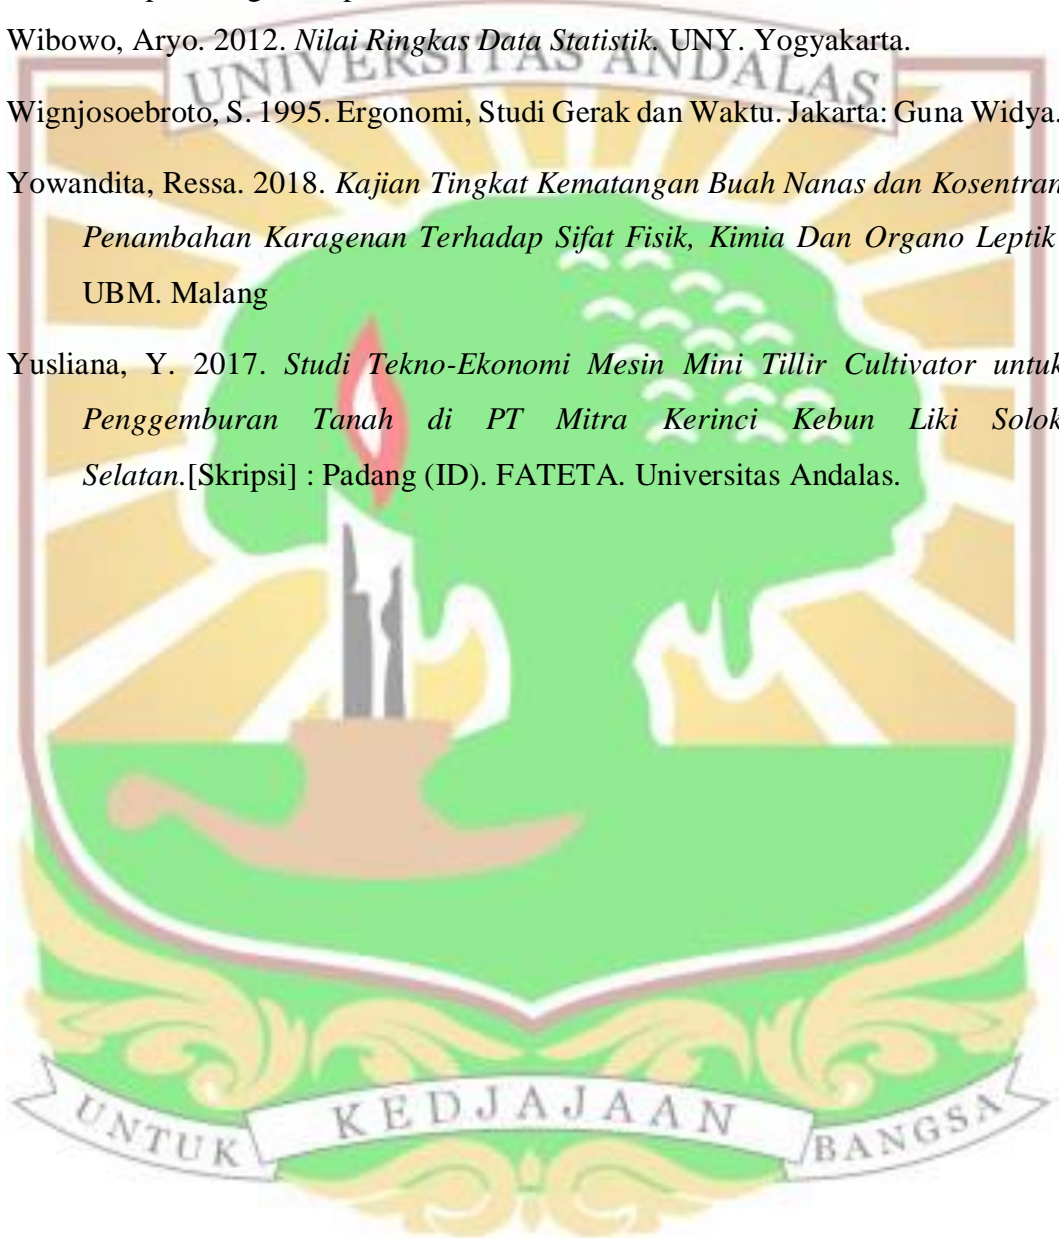 Wibowo, Aryo. 2012. Nilai Ringkas Data Statistik. UNY. Yogyakarta.
UNIVERSITAS ANDALAS
Wignjosoebroto, S. 1995. Ergonomi, Studi Gerak dan Waktu. Jakarta: Guna Widya.
Yowandita, Ressa. 2018. Kajian Tingkat Kematangan Buah Nanas dan Kosentran
Penambahan Karagenan Terhadap Sifat Fisik, Kimia Dan Organo Leptik
UBM. Malang
Yusliana, Y. 2017. Studi Tekno-Ekonomi Mesin Mini Tillir Cultivator untuk
Penggemburan Tanah di PT Mitra Kerinci Kebun Liki Solok
Selatan.[Skripsi] : Padang (ID). FATETA. Universitas Andalas.
UNTUK KEDJAJAAN BANGSA